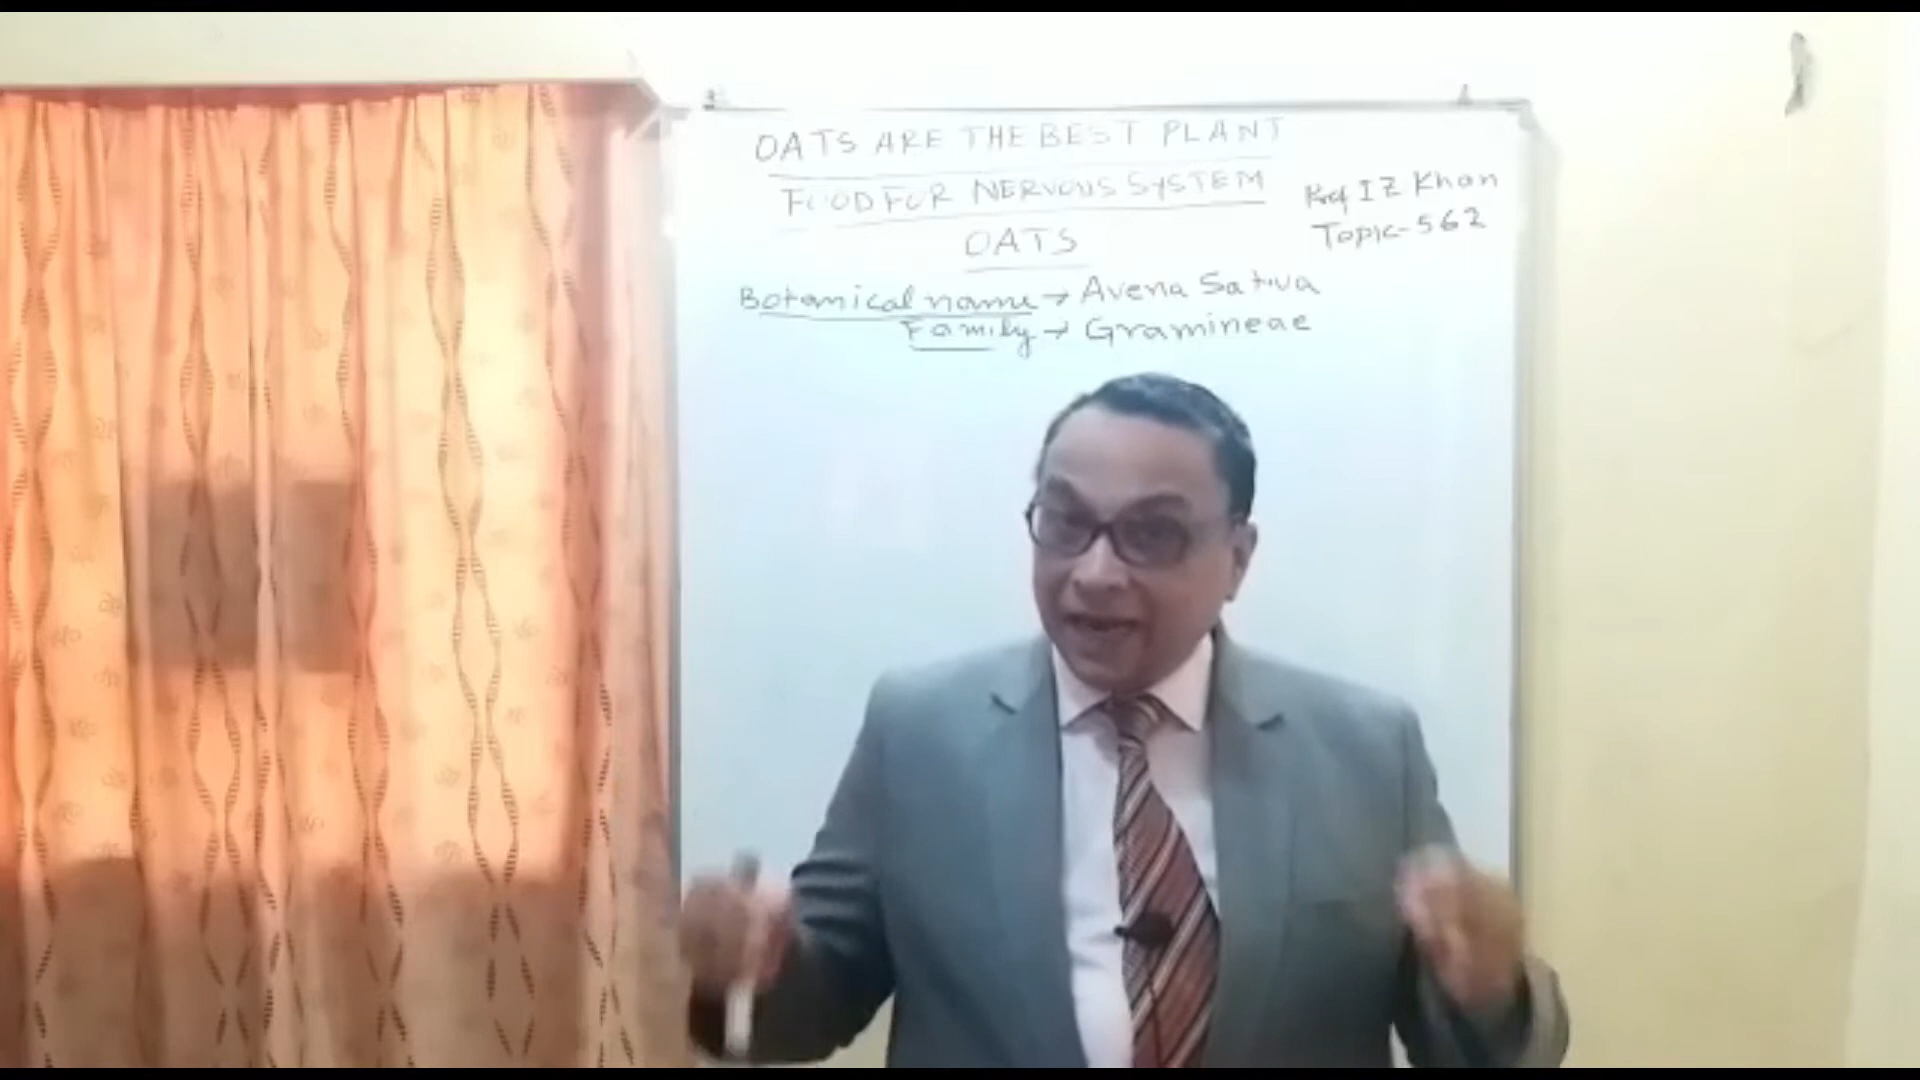 OATS ARE THE BEST PLANT
FOOD FOR NERVOUS SYSTEM
Prof I Z Khan
Topic-562
OATS
Botanical name → Avena Sativa
Family → Gramineae